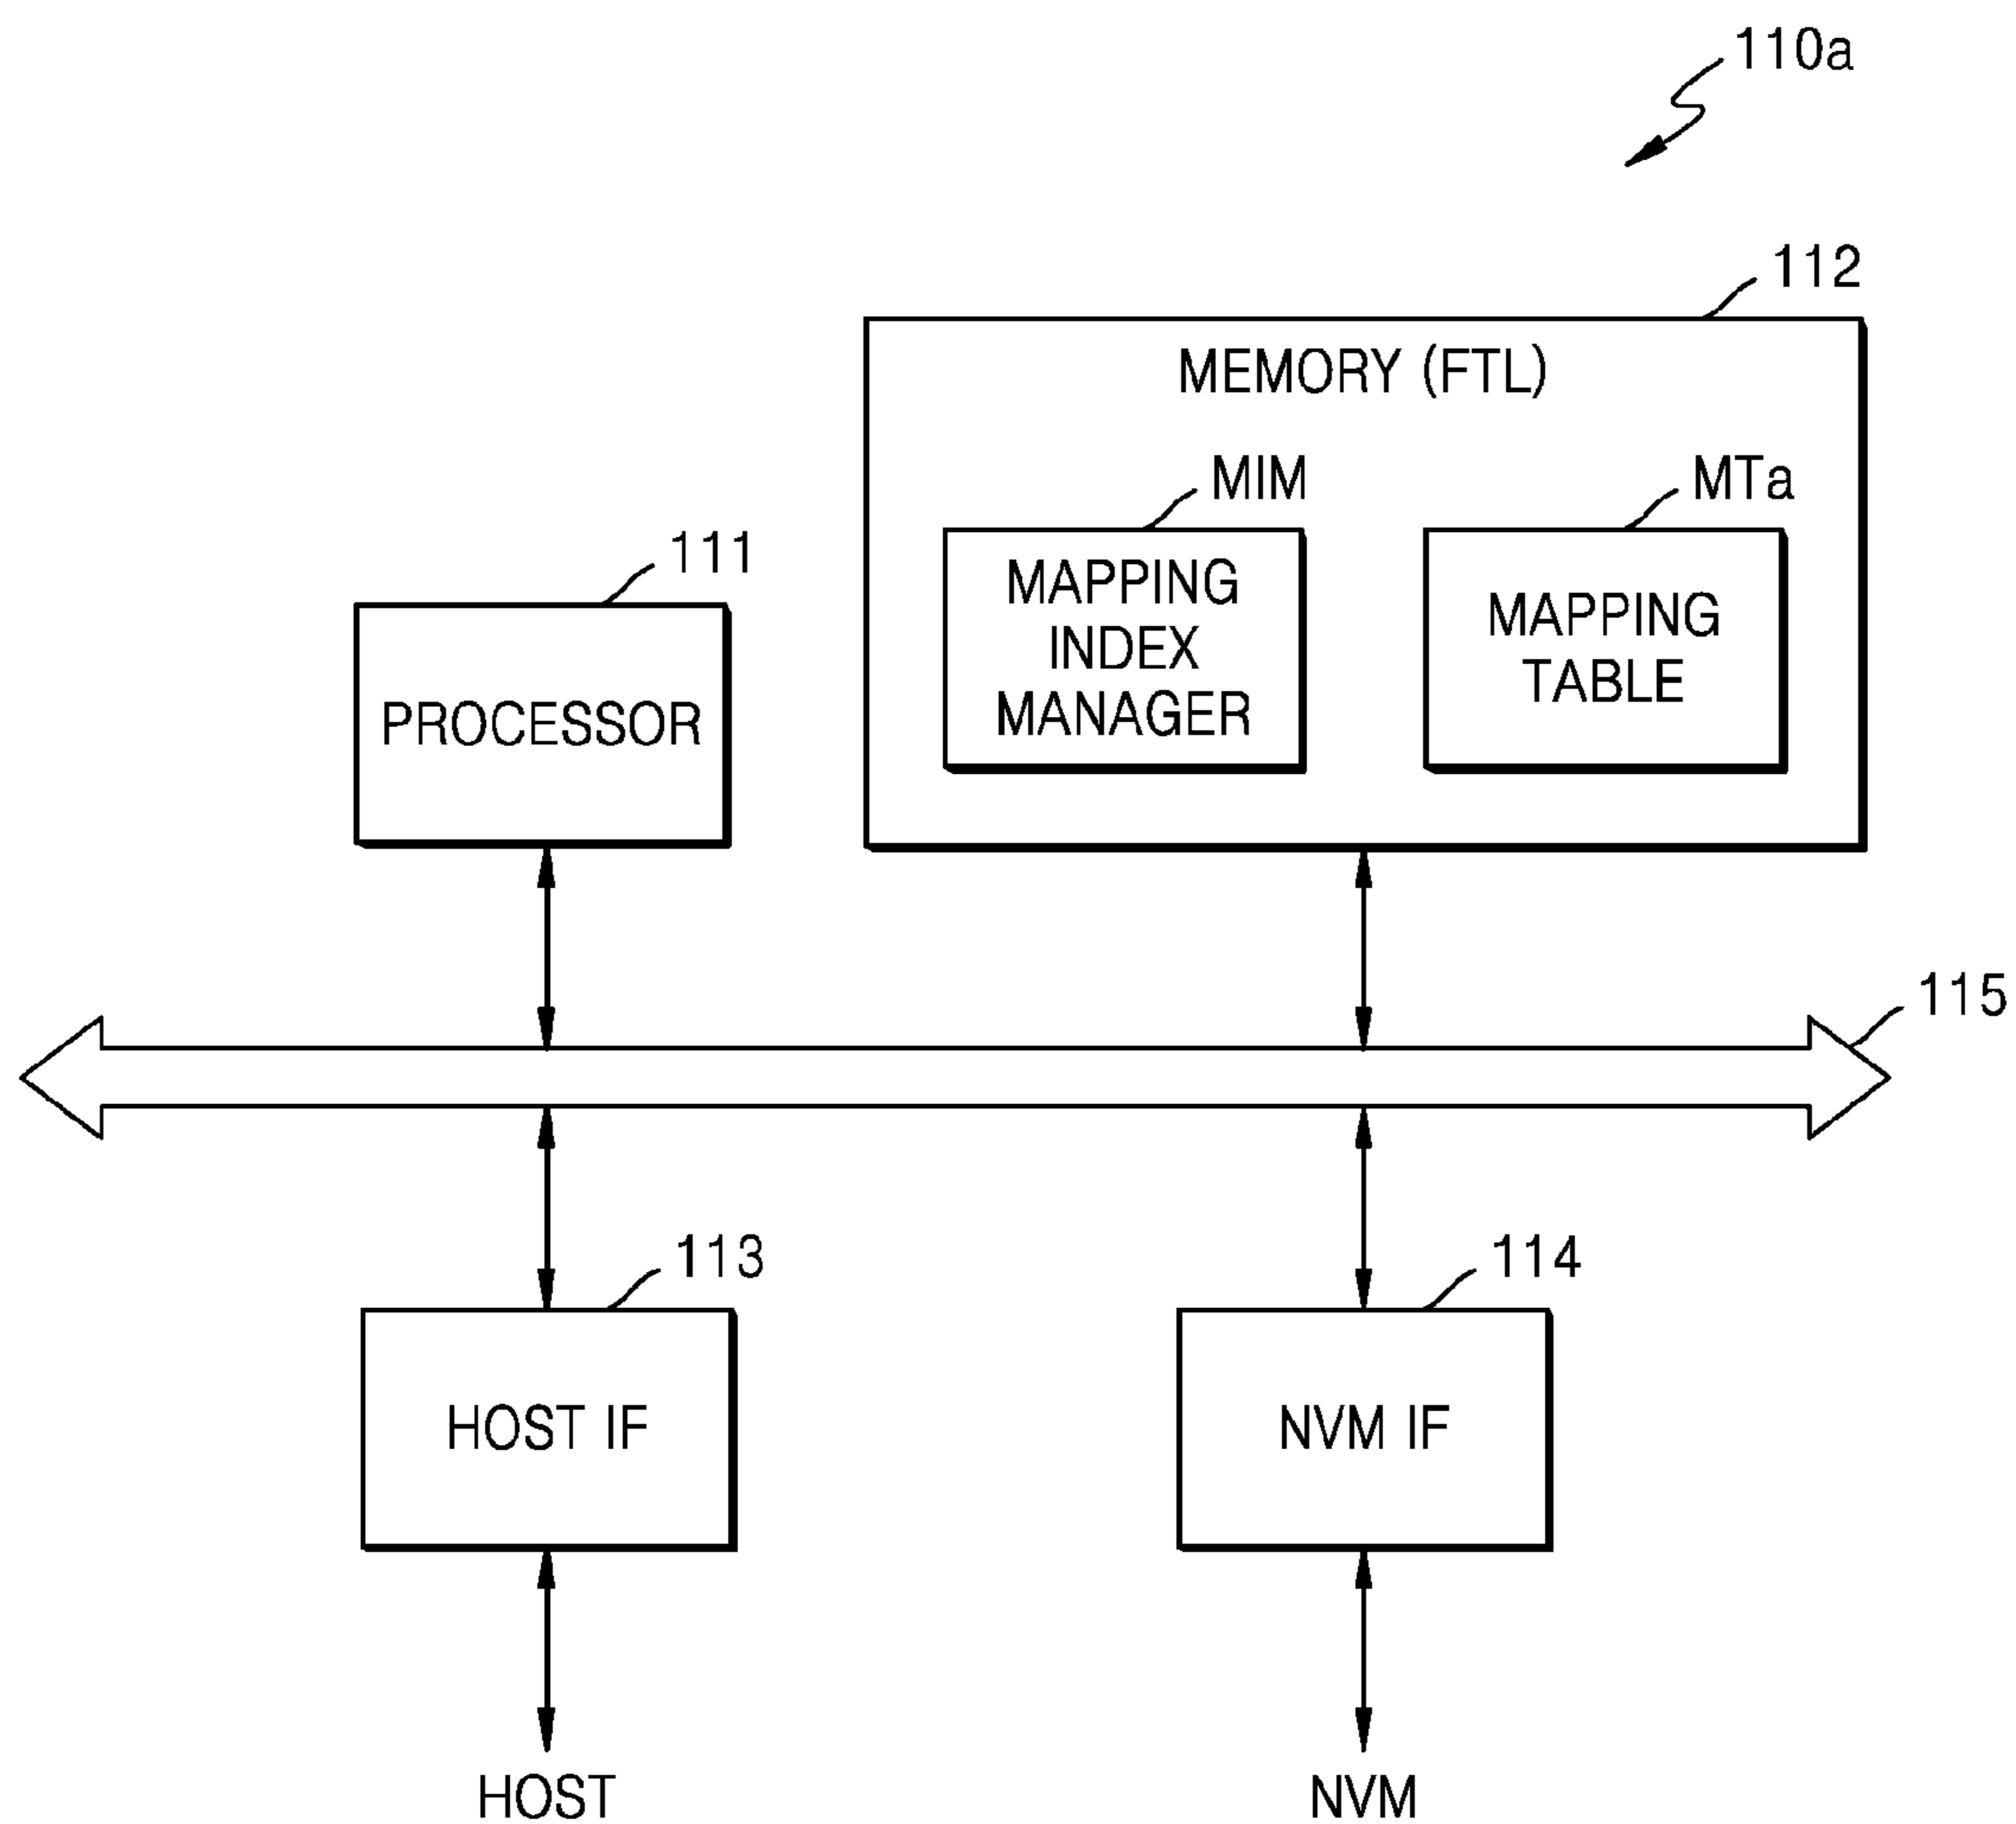 110a
112
MEMORY (FTL)
MIM
MTa
111
MAPPING
INDEX
MANAGER
MAPPING
TABLE
PROCESSOR
115
113
114
HOST IF
NVM IF
HOST
NVM